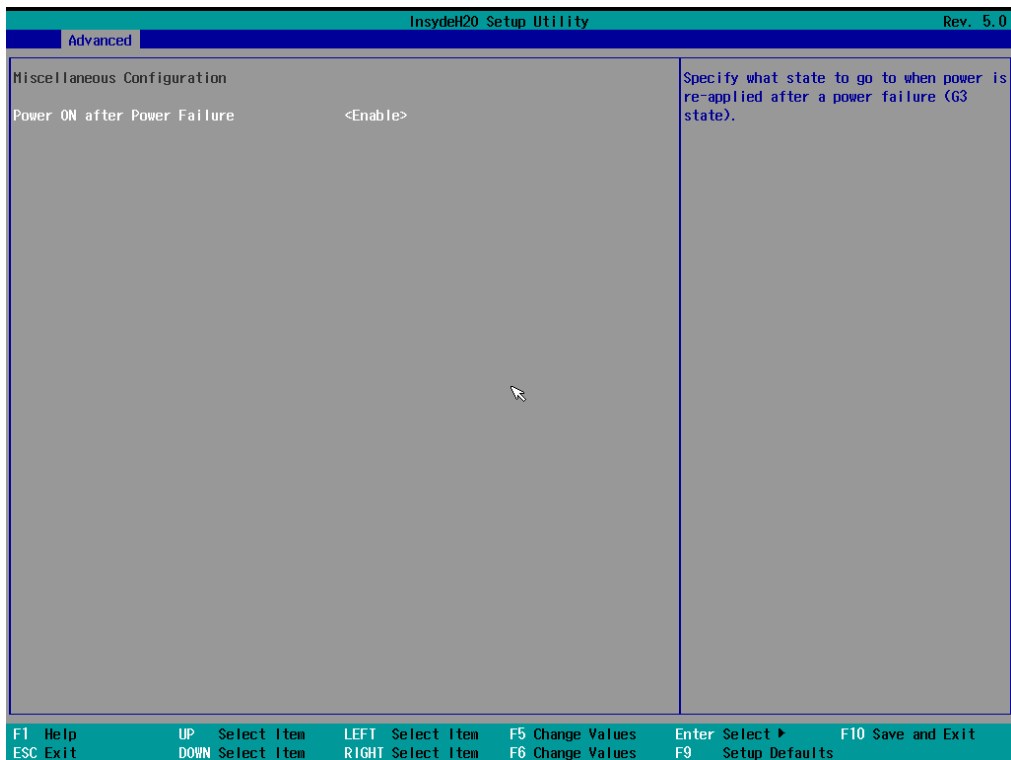 InsydeH20 Setup Utility Rev. 5.0
Advanced
Miscellaneous Configuration
Power ON after Power Failure <Enable>
Specify what state to go to when power is
re-applied after a power failure (G3
state).
F1 Help UP Select Item LEFT Select Item F5 Change Values Enter Select ▶ F10 Save and Exit
ESC Exit DOWN Select Item RIGHT Select Item F6 Change Values F9 Setup Defaults